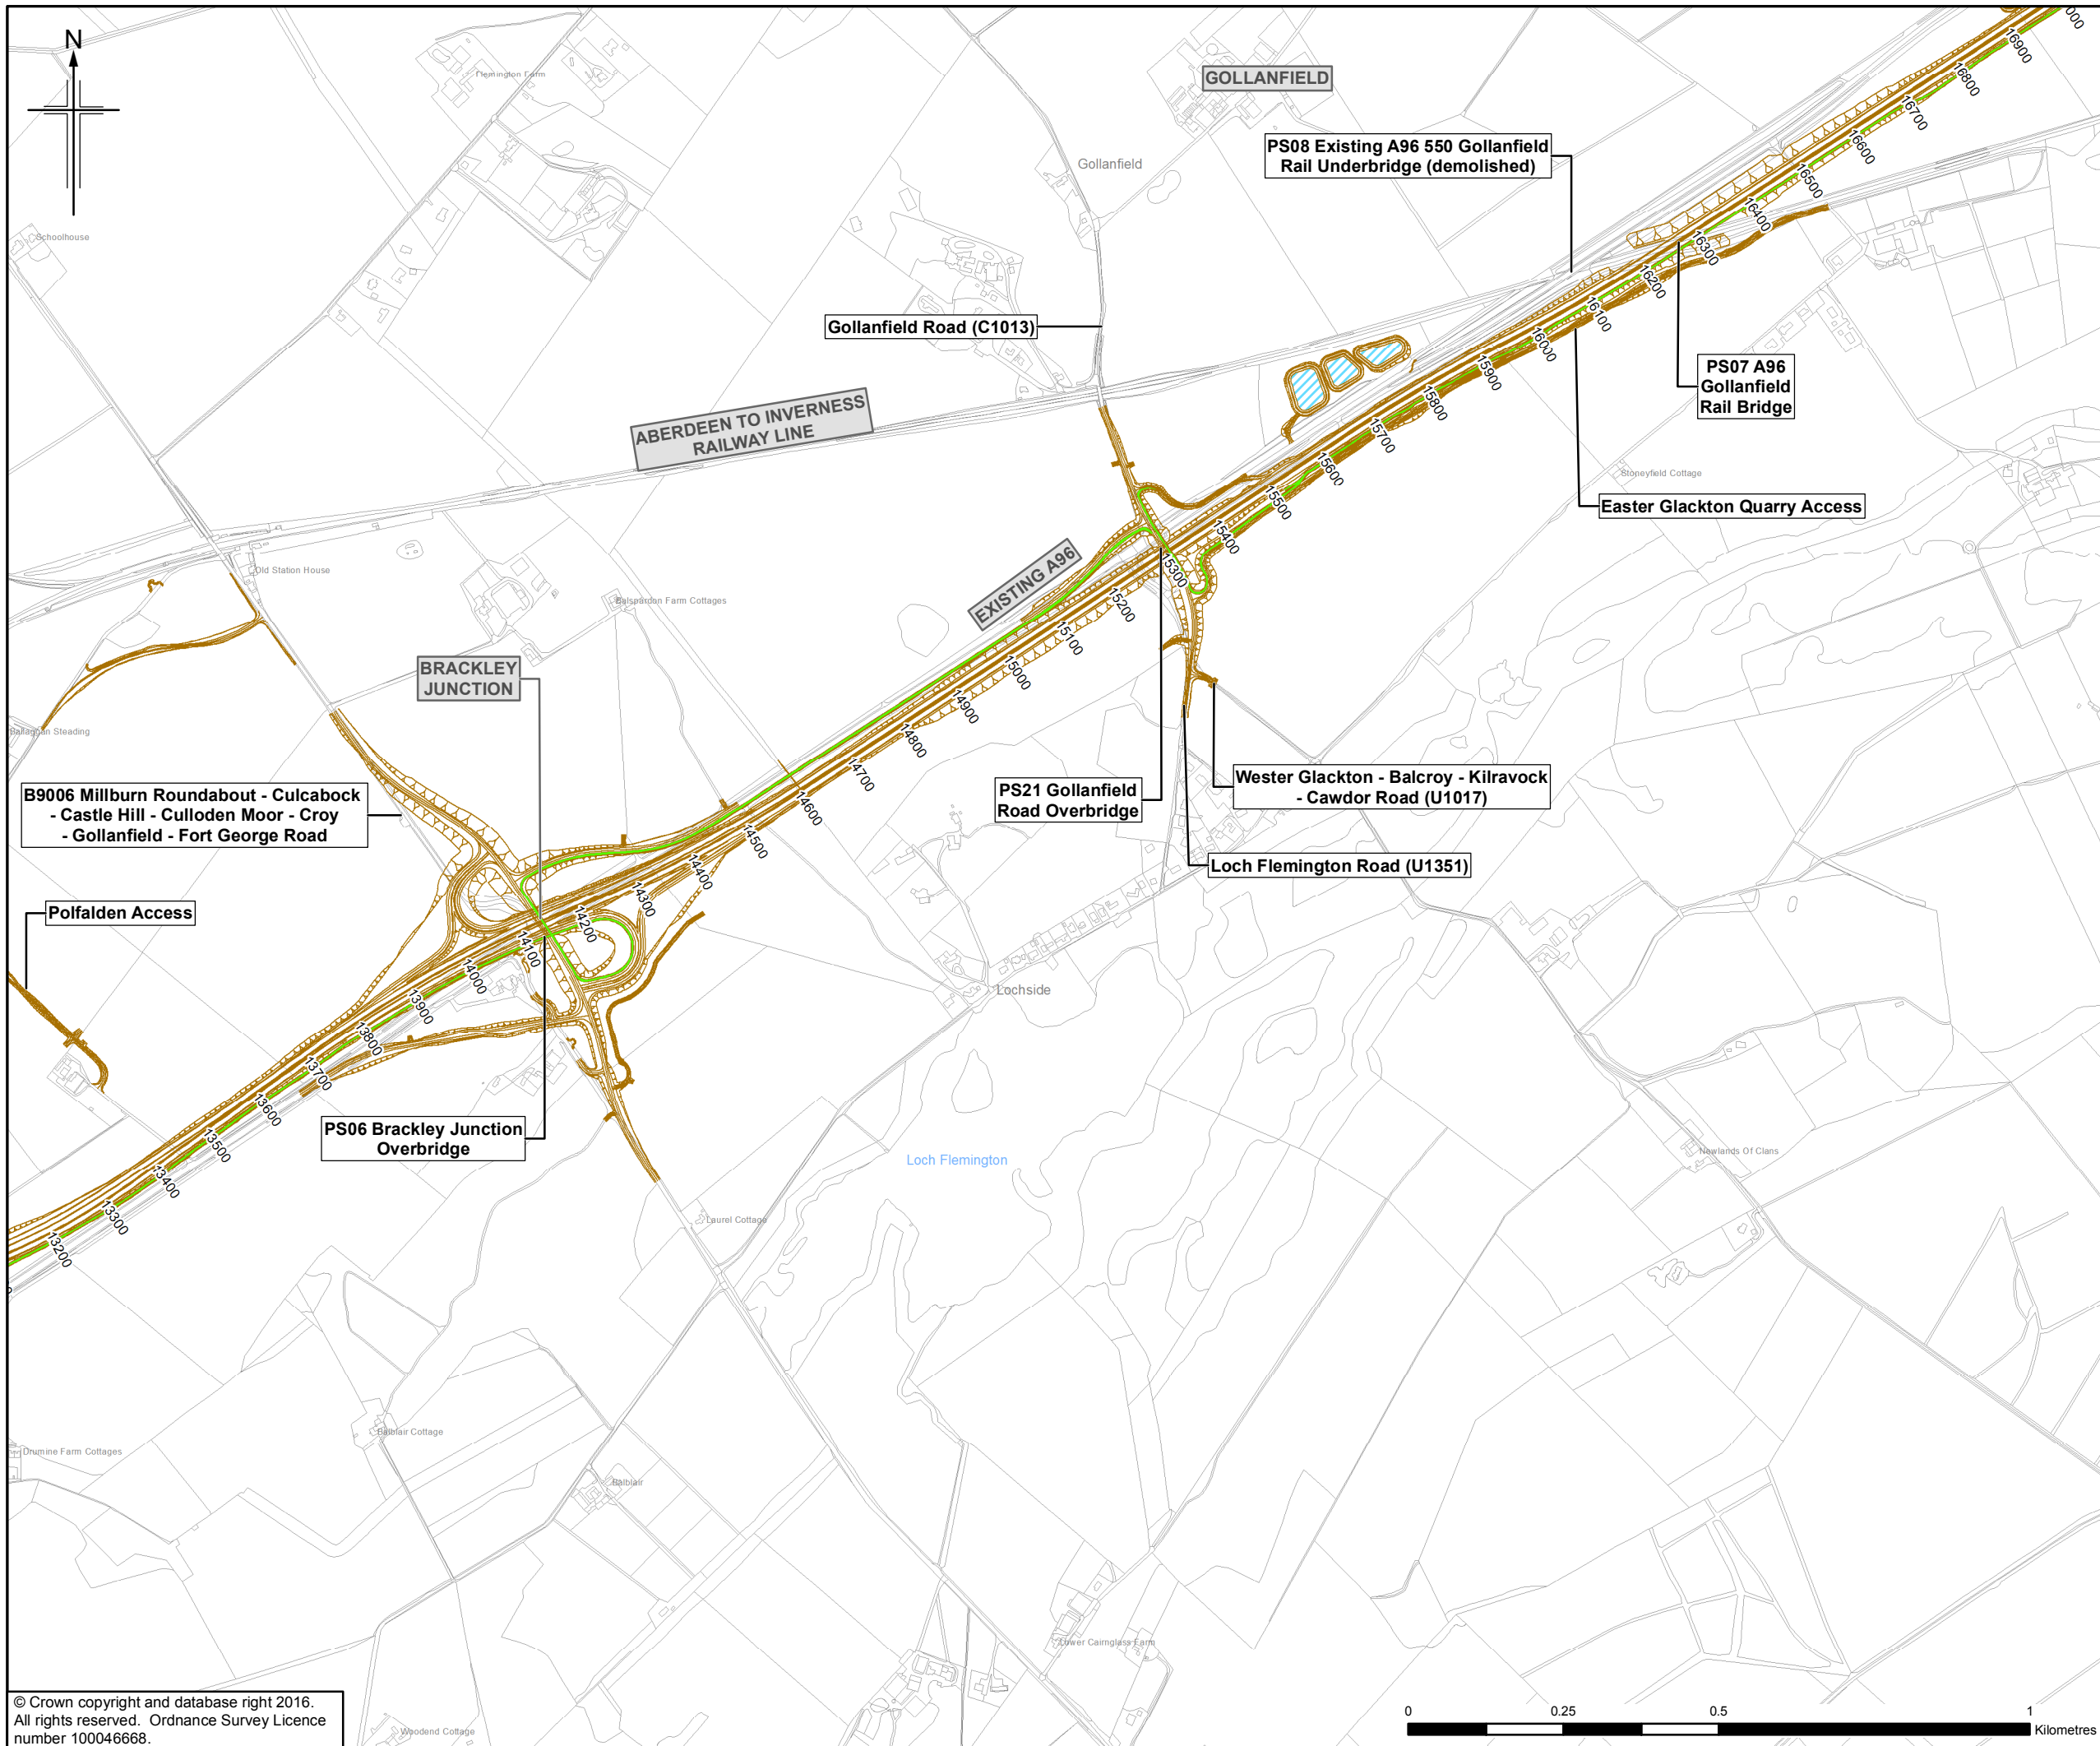 N
Flemington Farm
GOLLANFIELD
PS08 Existing A96 550 Gollanfield
Rail Underbridge (demolished)
Gollanfield
Schoolhouse
Gollanfield Road (C1013)
PS07 A96
Gollanfield
Rail Bridge
ABERDEEN TO INVERNESS
RAILWAY LINE
Stoneyfield Cottage
Easter Glackton Quarry Access
Old Station House
EXISTING A96
Balspardon Farm Cottages
BRACKLEY
JUNCTION
Ballaggan Steading
B9006 Millburn Roundabout - Culcabock
- Castle Hill - Culloden Moor - Croy
- Gollanfield - Fort George Road
PS21 Gollanfield
Road Overbridge
Wester Glackton - Balcroy - Kilravock
- Cawdor Road (U1017)
Loch Flemington Road (U1351)
Polfalden Access
Lochside
PS06 Brackley Junction
Overbridge
Loch Flemington
Newlands Of Clans
Laurel Cottage
Balblair Cottage
Drumine Farm Cottages
Balblair
Lower Cairnglass Farm
Woodend Cottage
13200
13300
13400
13500
13600
13700
13800
13900
14000
14100
14200
14300
14400
14500
14600
14700
14800
14900
15000
15100
15200
15300
15400
15500
15600
15700
15800
15900
16000
16100
16200
16300
16400
16500
16600
16700
16800
16900
000
© Crown copyright and database right 2016.
All rights reserved. Ordnance Survey Licence
number 100046668.
0 0.25 0.5 1
Kilometres